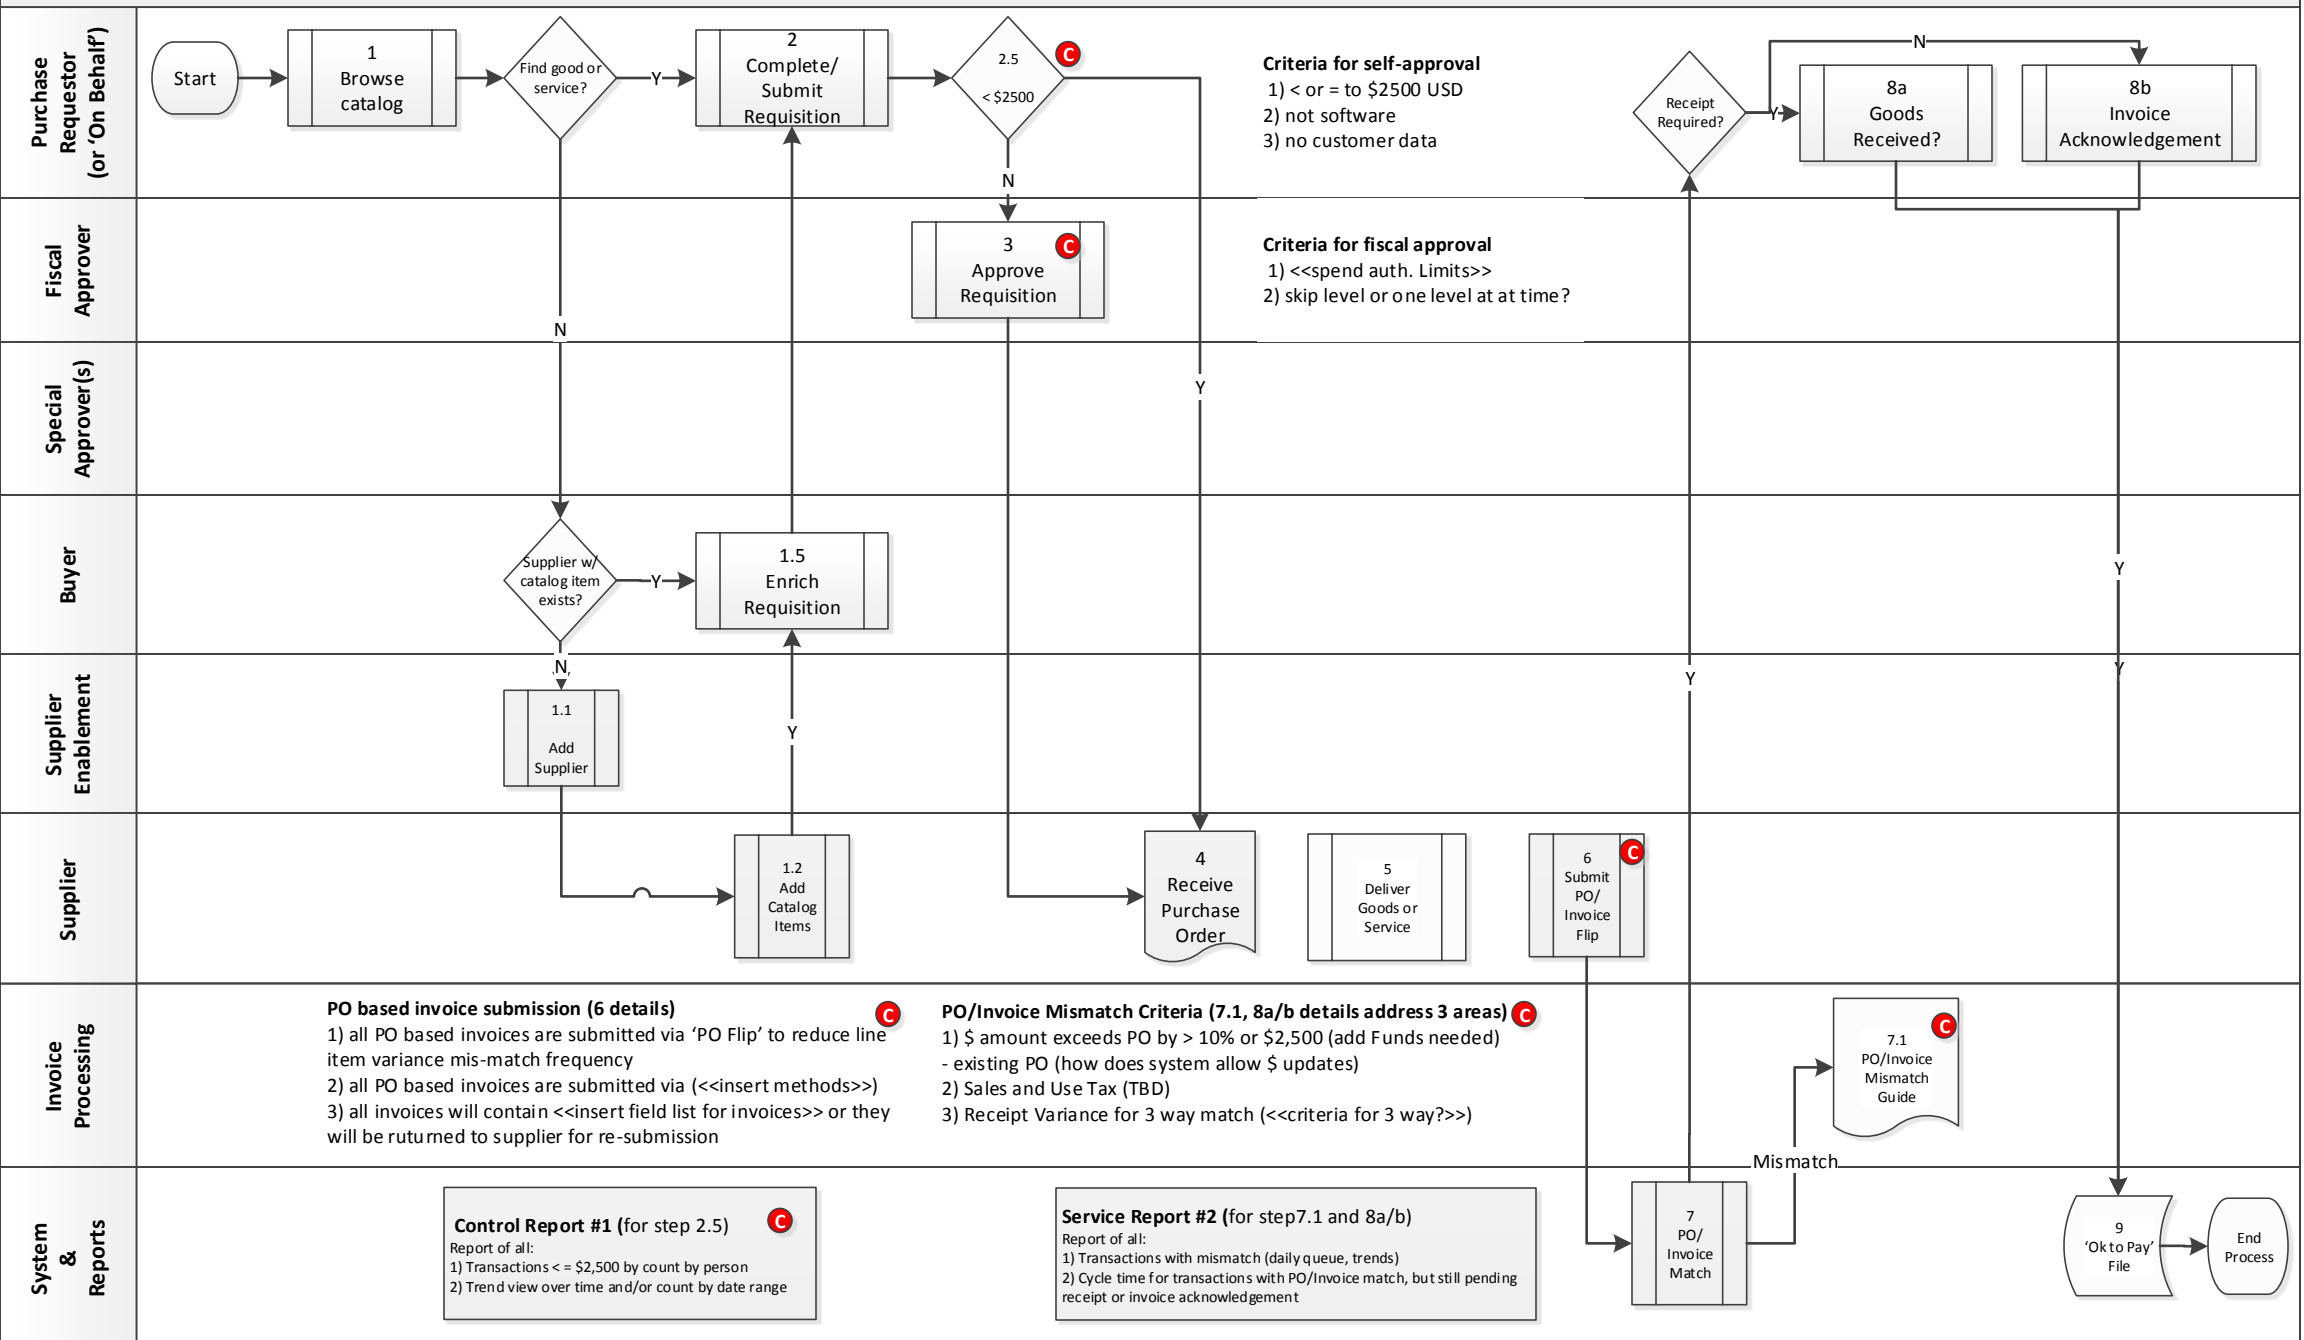 Purchase
Requestor
(or ‘On Behalf’)
Start
1
Browse
catalog
Find good or
service?
Y
2
Complete/
Submit
Requisition
2.5
< $2500
C
Criteria for self-approval
1) < or = to $2500 USD
2) not software
3) no customer data
Receipt
Required?
N
Y
8a
Goods
Received?
8b
Invoice
Acknowledgement
N
Fiscal
Approver
3
Approve
Requisition
C
Criteria for fiscal approval
1) <<spend auth. Limits>>
2) skip level or one level at at time?
N
Special
Approver(s)
Y
Buyer
Supplier w/
catalog item
exists?
Y
1.5
Enrich
Requisition
Y
Supplier
Enablement
N
1.1
Add
Supplier
Y
Y
Y
Supplier
1.2
Add
Catalog
Items
4
Receive
Purchase
Order
5
Deliver
Goods or
Service
6
Submit
PO/
Invoice
Flip
C
Invoice
Processing
PO based invoice submission (6 details)
C
1) all PO based invoices are submitted via ‘PO Flip’ to reduce line
item variance mis-match frequency
2) all PO based invoices are submitted via (<<insert methods>>)
3) all invoices will contain <<insert field list for invoices>> or they
will be ruturned to supplier for re-submission
PO/Invoice Mismatch Criteria (7.1, 8a/b details address 3 areas)
C
1) $ amount exceeds PO by > 10% or $2,500 (add Funds needed)
- existing PO (how does system allow $ updates)
2) Sales and Use Tax (TBD)
3) Receipt Variance for 3 way match (<<criteria for 3 way?>>)
7.1
PO/Invoice
Mismatch
Guide
C
Mismatch
System
&
Reports
Control Report #1 (for step 2.5)
C
Report of all:
1) Transactions < = $2,500 by count by person
2) Trend view over time and/or count by date range
Service Report #2 (for step7.1 and 8a/b)
Report of all:
1) Transactions with mismatch (daily queue, trends)
2) Cycle time for transactions with PO/Invoice match, but still pending
receipt or invoice acknowledgement
7
PO/
Invoice
Match
9
‘Ok to Pay’
File
End
Process